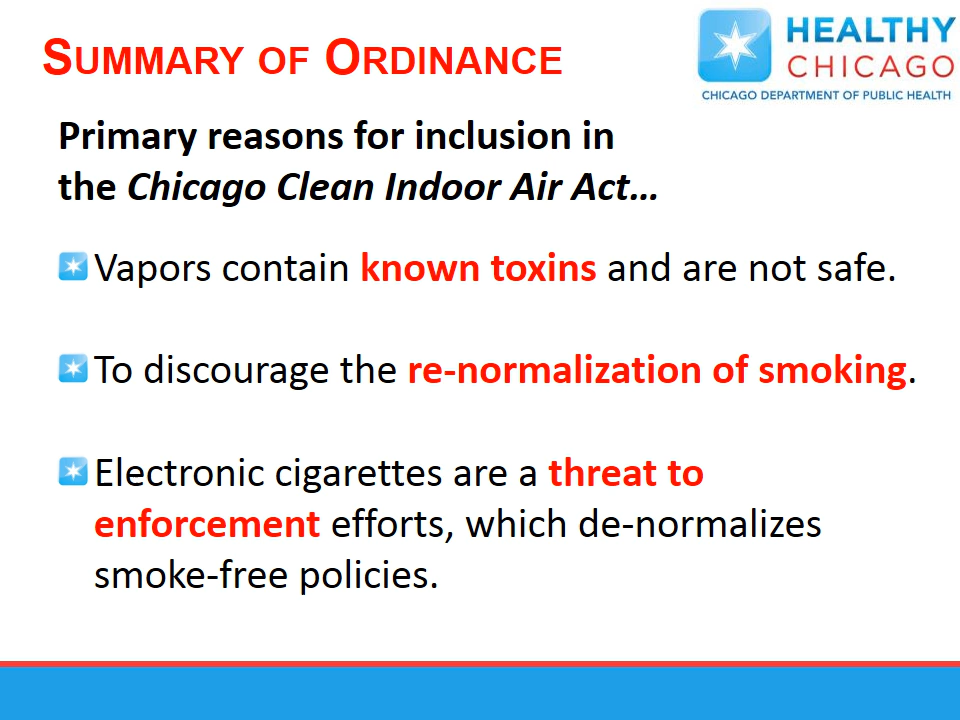 SUMMARY OF ORDINANCE
HEALTHY
CHICAGO
CHICAGO DEPARTMENT OF PUBLIC HEALTH
Primary reasons for inclusion in
the Chicago Clean Indoor Air Act...
Vapors contain known toxins and are not safe.
To discourage the re-normalization of smoking.
Electronic cigarettes are a threat to
enforcement efforts, which de-normalizes
smoke-free policies.